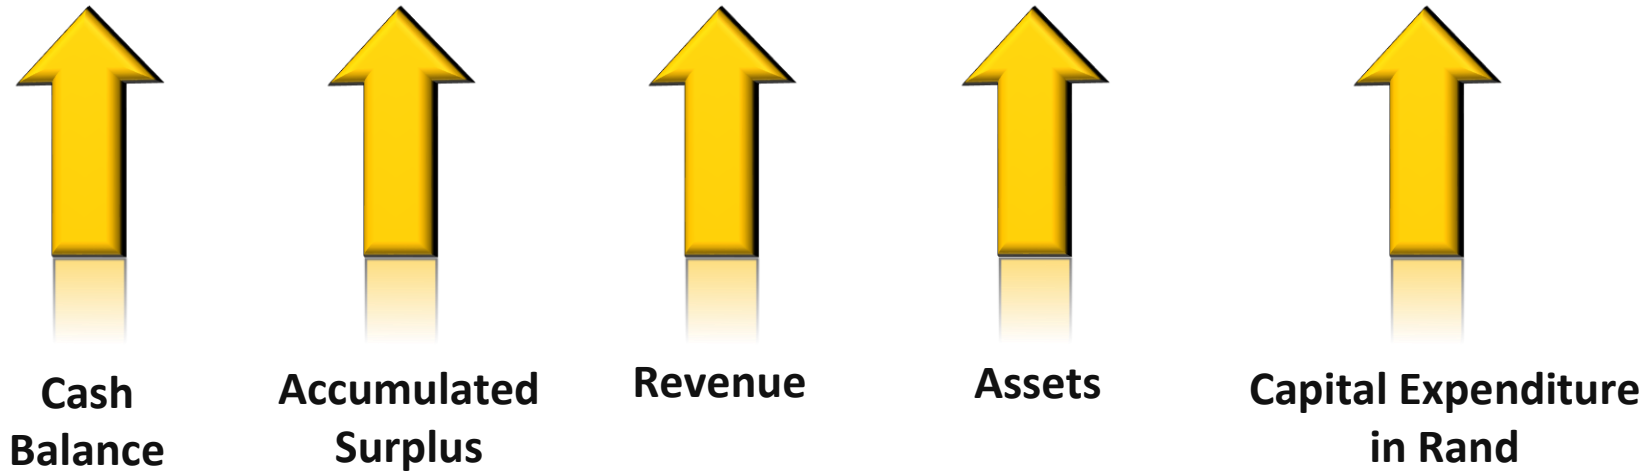 Cash
Balance
Accumulated
Surplus
Revenue
Assets
Capital Expenditure
in Rand